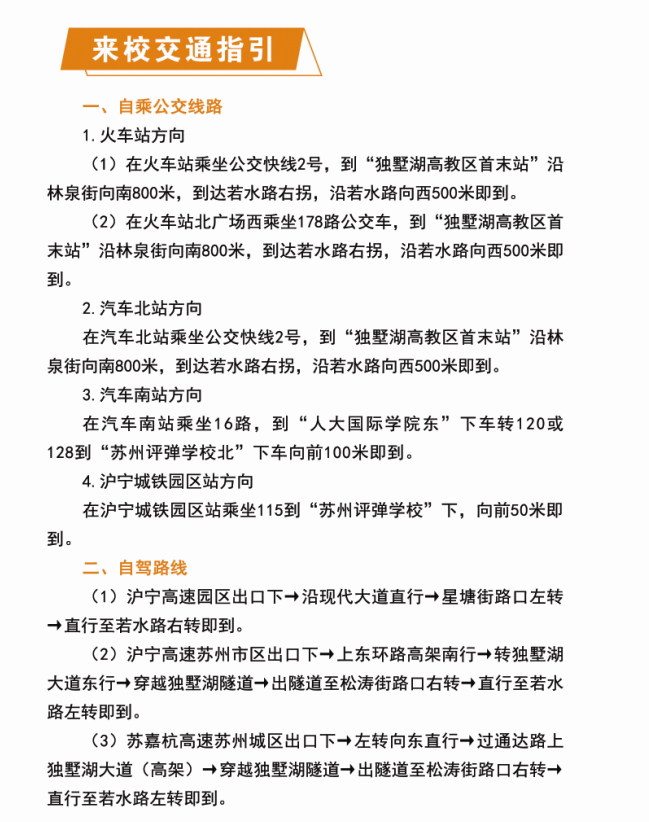 来校交通指引
一、自乘公交线路
1. 火车站方向
（1）在火车站乘坐公交快线2号，到“独墅湖高教区首末站”沿
林泉街向南800米，到达若水路右拐，沿若水路向西500米即到。
（2）在火车站北广场西乘坐178路公交车，到“独墅湖高教区首
末站”沿林泉街向南800米，到达若水路右拐，沿若水路向西500米即
到。
2. 汽车北站方向
在汽车北站乘坐公交快线2号，到“独墅湖高教区首末站”沿林
泉街向南800米，到达若水路右拐，沿若水路向西500米即到。
3. 汽车南站方向
在汽车南站乘坐16路，到“人大国际学院东”下车转120或
128到“苏州评弹学校北”下车向前100米即到。
4. 沪宁城铁园区站方向
在沪宁城铁园区站乘坐115到“苏州评弹学校”下，向前50米即
到。
二、自驾路线
（1）沪宁高速园区出口下→沿现代大道直行→星塘街路口左转
→直行至若水路右转即到。
（2）沪宁高速苏州市区出口下→上东环路高架南行→转独墅湖
大道东行→穿越独墅湖隧道→出隧道至松涛街路口右转→直行至若水
路左转即到。
（3）苏嘉杭高速苏州城区出口下→左转向东直行→过通达路上
独墅湖大道（高架）→穿越独墅湖隧道→出隧道至松涛街路口右转→
直行至若水路左转即到。